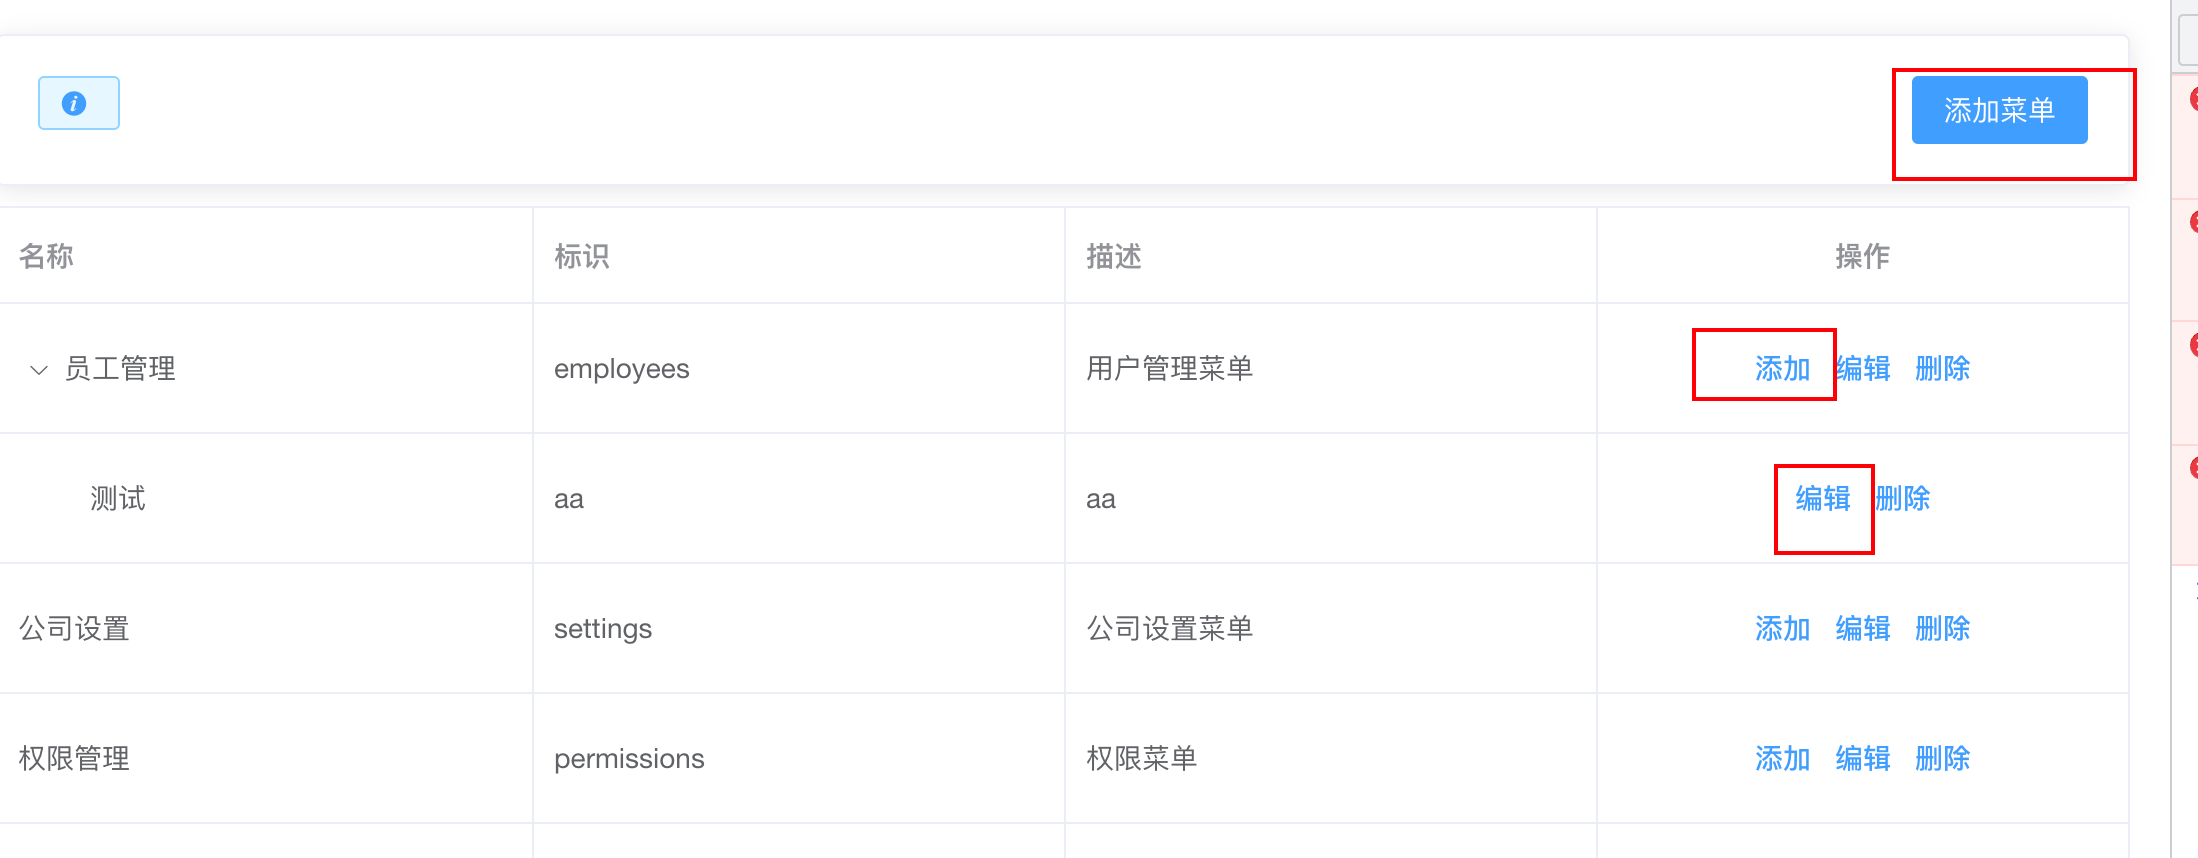 添加菜单
名称 标识 描述 操作
员工管理 employees 用户管理菜单 添加 编辑 删除
测试 aa aa 编辑 删除
公司设置 settings 公司设置菜单 添加 编辑 删除
权限管理 permissions 权限菜单 添加 编辑 删除